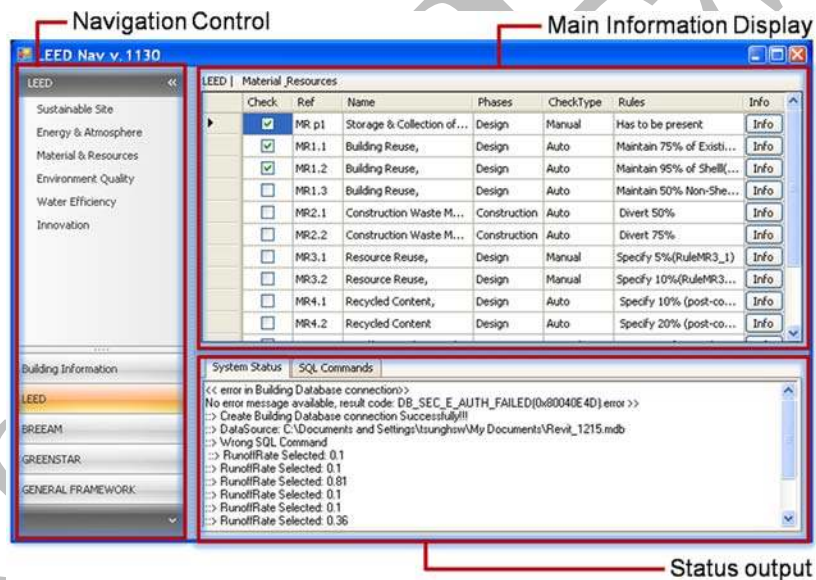 Navigation Control
Main Information Display
LEED Nav v.1130
LEED «
Sustainable Site
Energy & Atmosphere
Material & Resources
Environment Quality
Water Efficiency
Innovation
Building Information
LEED
BREEAM
GREENSTAR
GENERAL FRAMEWORK
LEED | Material_Resources
Check Ref Name Phases CheckType Rules Info
MR p1 Storage & Collection of... Design Manual Has to be present Info
MR1.1 Building Reuse, Design Auto Maintain 75% of Existi... Info
MR1.2 Building Reuse, Design Auto Maintain 95% of Shelll(... Info
MR1.3 Building Reuse, Design Auto Maintain 50% Non-She... Info
MR2.1 Construction Waste M... Construction Auto Divert 50% Info
MR2.2 Construction Waste M... Construction Auto Divert 75% Info
MR3.1 Resource Reuse, Design Manual Specify 5%(RuleMR3_1) Info
MR3.2 Resource Reuse, Design Manual Specify 10%(RuleMR3... Info
MR4.1 Recycled Content, Design Auto Specify 10% (post-co... Info
MR4.2 Recycled Content Design Auto Specify 20% (post-co... Info
System Status SQL Commands
<< error in Building Database connection>>
No error message available, result code: DB_SEC_E_AUTH_FAILED(0x80040E4D).error >>
::> Create Building Database connection Successfully!!!
::> DataSource: C:\Documents and Settings\tsunghsw\My Documents\Revit_1215.mdb
::> Wrong SQL Command
::> RunoffRate Selected: 0.1
::> RunoffRate Selected: 0.1
::> RunoffRate Selected: 0.81
::> RunoffRate Selected: 0.1
::> RunoffRate Selected: 0.1
::> RunoffRate Selected: 0.36
Status output